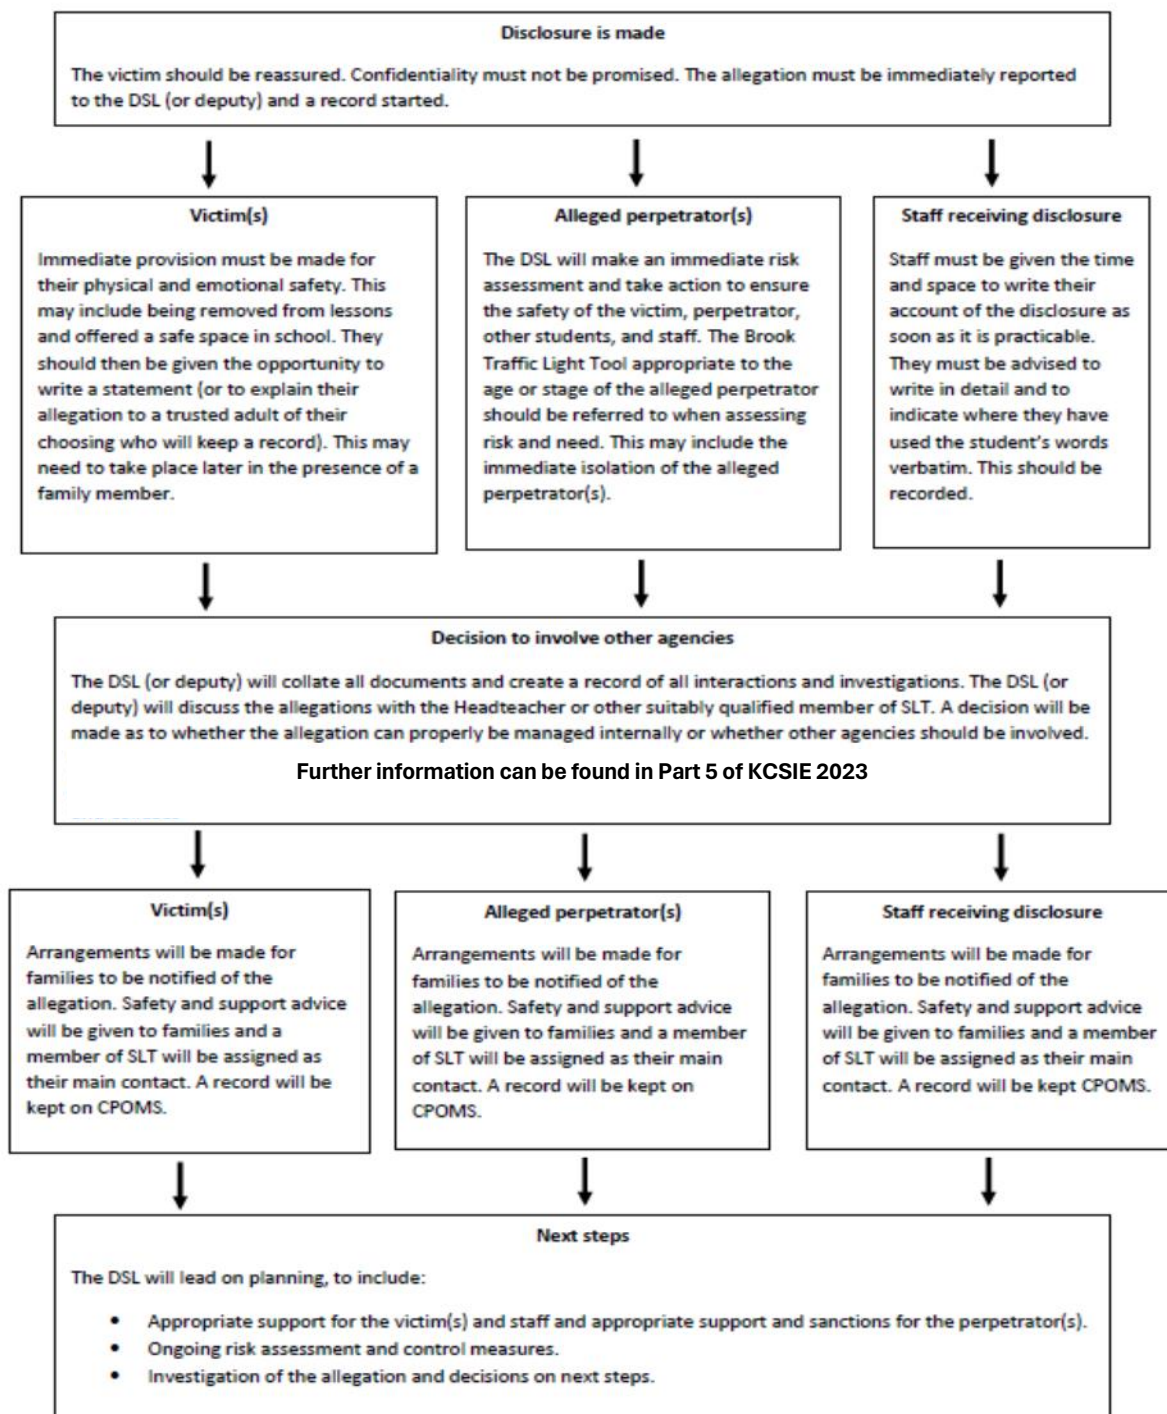 Disclosure is made
The victim should be reassured. Confidentiality must not be promised. The allegation must be immediately reported
to the DSL (or deputy) and a record started.
Victim(s)
Immediate provision must be made for
their physical and emotional safety. This
may include being removed from lessons
and offered a safe space in school. They
should then be given the opportunity to
write a statement (or to explain their
allegation to a trusted adult of their
choosing who will keep a record). This may
need to take place later in the presence of a
family member.
Alleged perpetrator(s)
The DSL will make an immediate risk
assessment and take action to ensure
the safety of the victim, perpetrator,
other students, and staff. The Brook
Traffic Light Tool appropriate to the
age or stage of the alleged perpetrator
should be referred to when assessing
risk and need. This may include the
immediate isolation of the alleged
perpetrator(s).
Staff receiving disclosure
Staff must be given the time
and space to write their
account of the disclosure as
soon as it is practicable.
They must be advised to
write in detail and to
indicate where they have
used the student's words
verbatim. This should be
recorded.
Decision to involve other agencies
The DSL (or deputy) will collate all documents and create a record of all interactions and investigations. The DSL (or
deputy) will discuss the allegations with the Headteacher or other suitably qualified member of SLT. A decision will be
made as to whether the allegation can properly be managed internally or whether other agencies should be involved.
Further information can be found in Part 5 of KCSIE 2023
Victim(s)
Arrangements will be made for
families to be notified of the
allegation. Safety and support advice
will be given to families and a
member of SLT will be assigned as
their main contact. A record will be
kept on CPOMS.
Alleged perpetrator(s)
Arrangements will be made for
families to be notified of the
allegation. Safety and support advice
will be given to families and a member
of SLT will be assigned as their main
contact. A record will be kept on
CPOMS.
Staff receiving disclosure
Arrangements will be made for
families to be notified of the
allegation. Safety and support advice
will be given to families and a member
of SLT will be assigned as their main
contact. A record will be kept CPOMS.
Next steps
The DSL will lead on planning, to include:
• Appropriate support for the victim(s) and staff and appropriate support and sanctions for the perpetrator(s).
• Ongoing risk assessment and control measures.
• Investigation of the allegation and decisions on next steps.